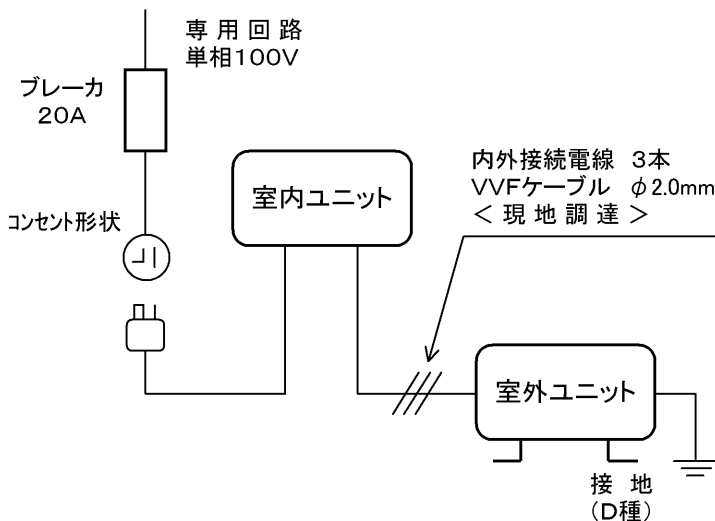 専用回路
単相100V
ブレーカ
20A
コンセント形状
室内ユニット
内外接続電線 3本
VVFケーブル φ2.0mm
＜現地調達＞
室外ユニット
接地
(D種)